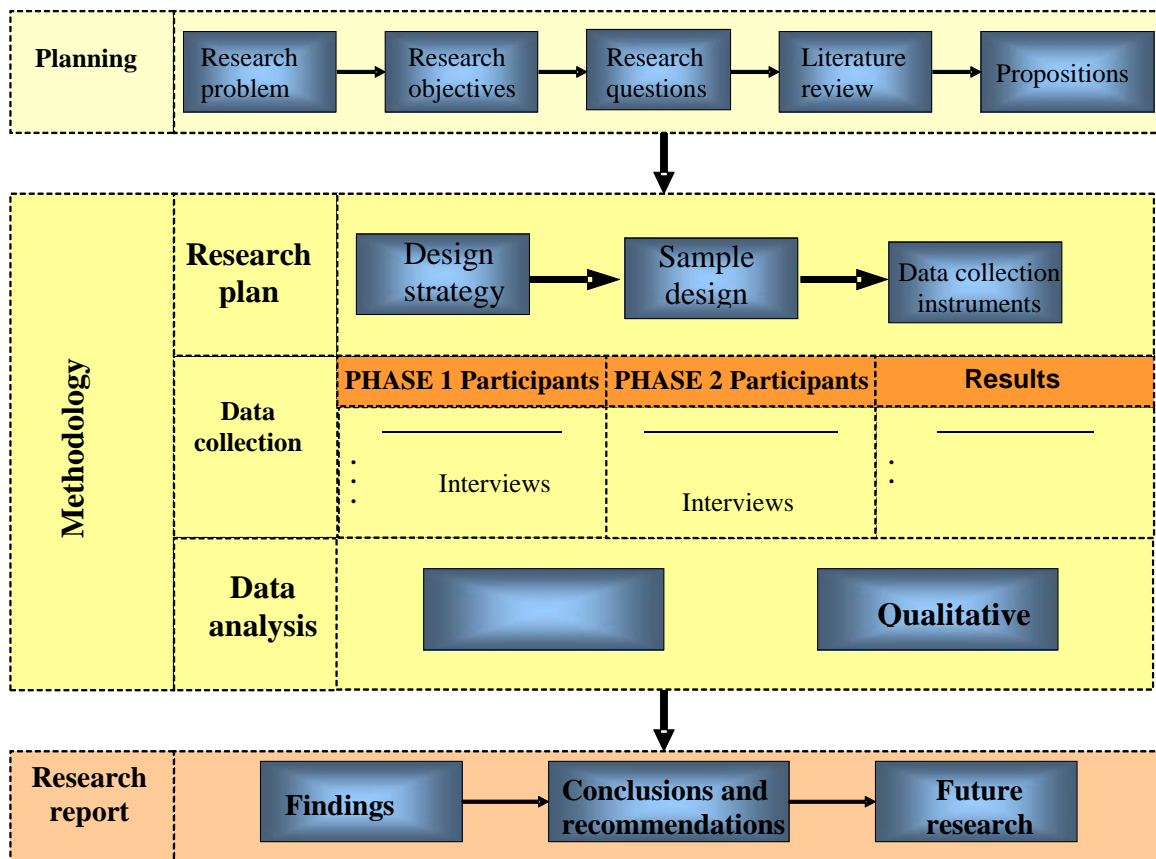 Planning
Research
problem
Research
objectives
Research
questions
Literature
review
Propositions
Methodology
Research
plan
Design
strategy
Sample
design
Data collection
instruments
Data
collection
PHASE 1 Participants
PHASE 2 Participants
Results
Interviews
Interviews
Data
analysis
Qualitative
Research
report
Findings
Conclusions and
recommendations
Future
research